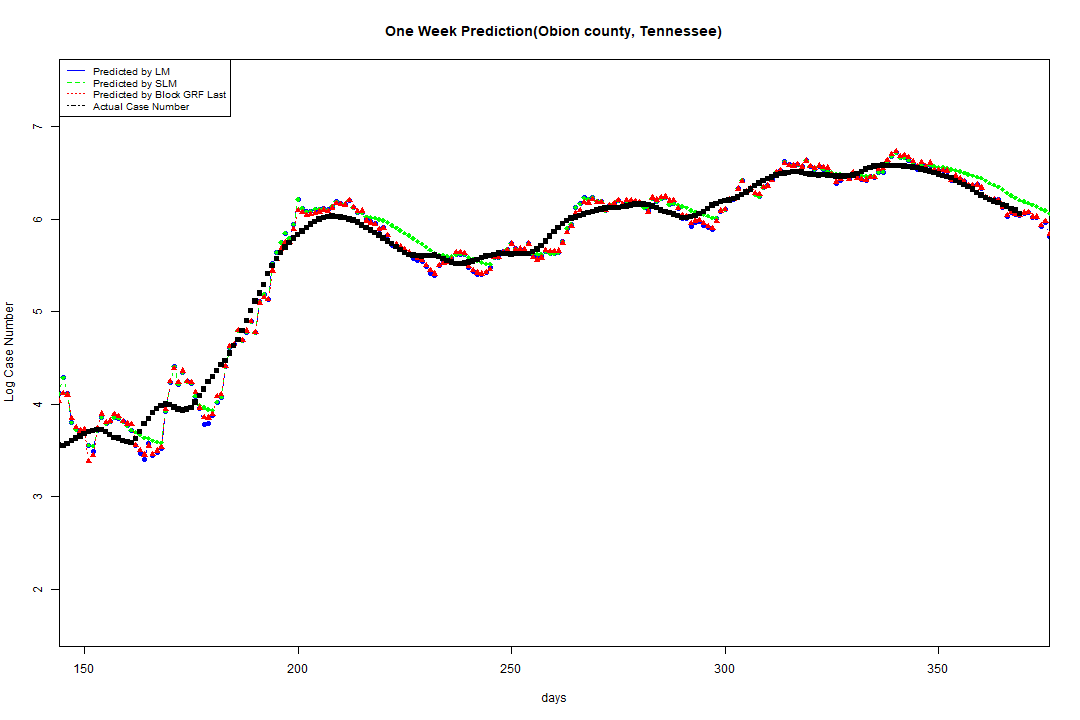 One Week Prediction(Obion county, Tennessee)
Predicted by LM
Predicted by SLM
Predicted by Block GRF Last
Actual Case Number
7
6
5
4
3
2
Log Case Number
150 200 250 300 350
days